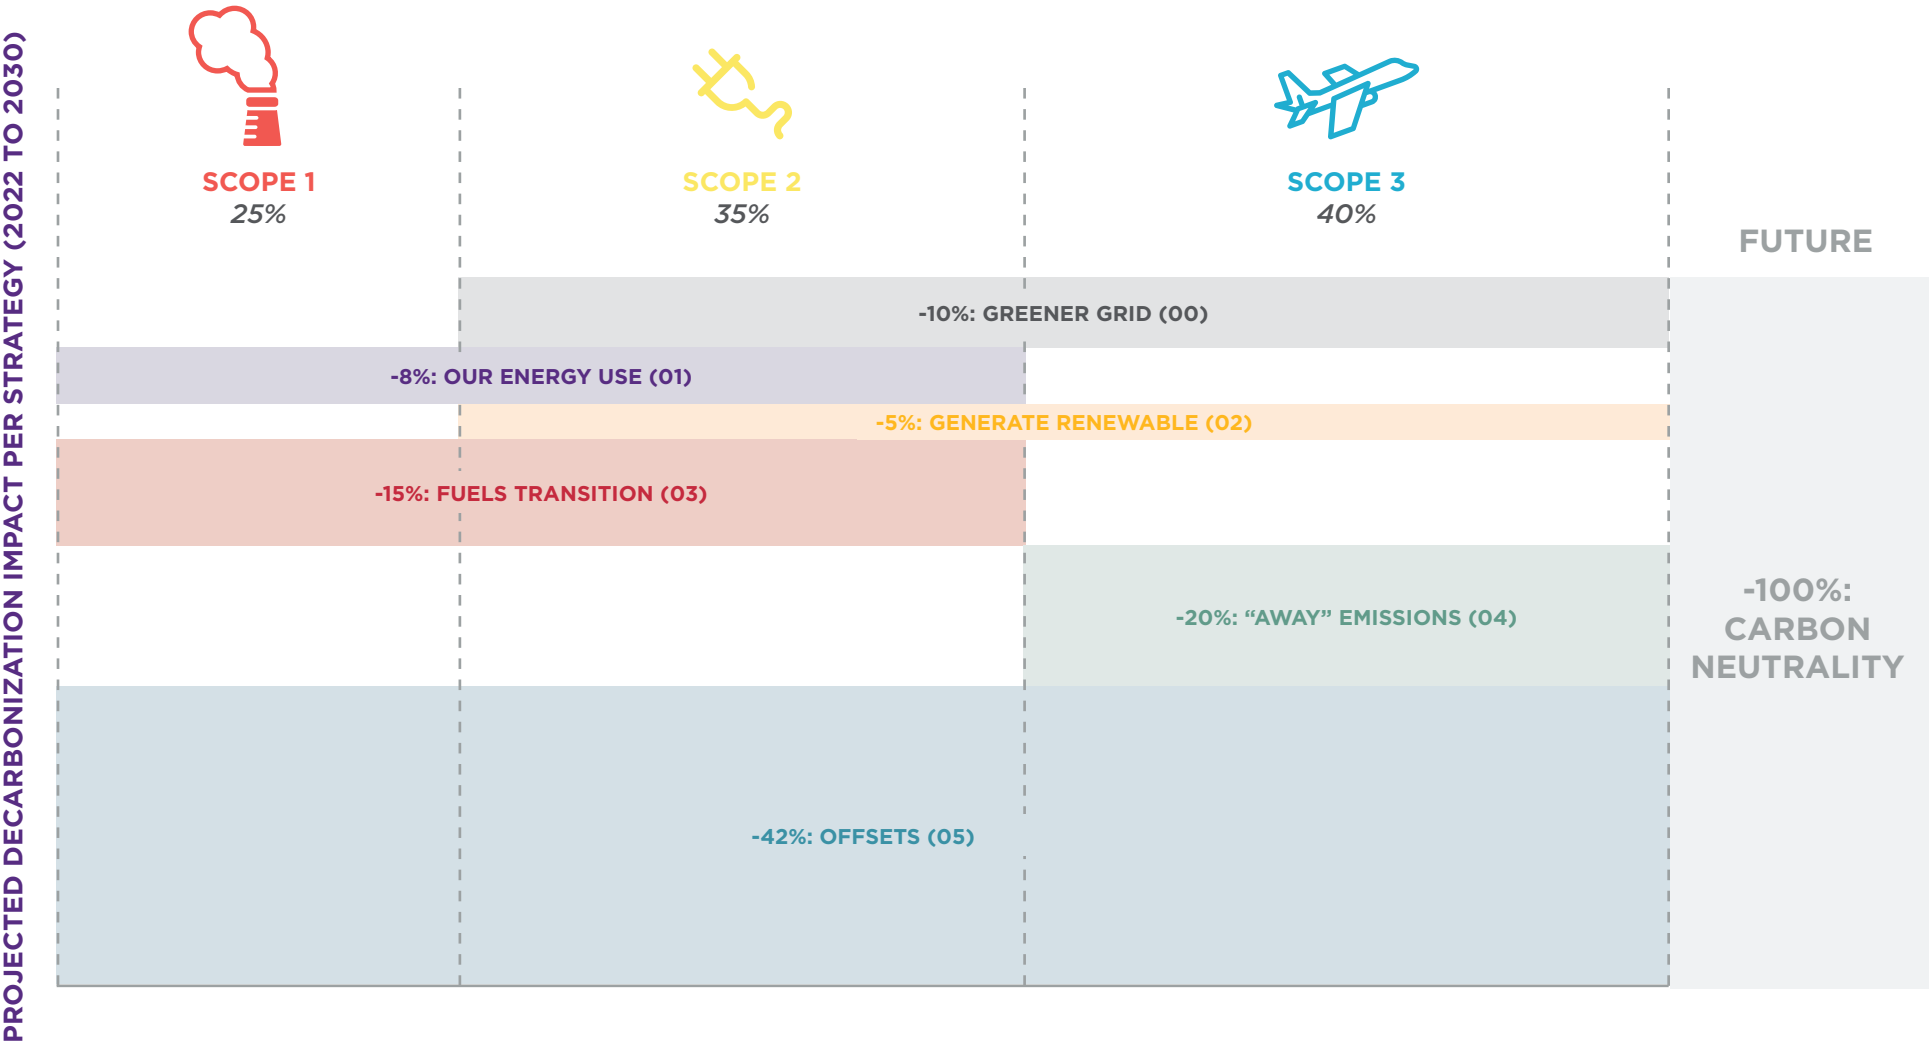 PROJECTED DECARBONIZATION IMPACT PER STRATEGY (2022 TO 2030)
SCOPE 1
25%
SCOPE 2
35%
SCOPE 3
40%
FUTURE
-10%: GREENER GRID (00)
-8%: OUR ENERGY USE (01)
-5%: GENERATE RENEWABLE (02)
-15%: FUELS TRANSITION (03)
-20%: “AWAY” EMISSIONS (04)
-42%: OFFSETS (05)
-100%:
CARBON
NEUTRALITY